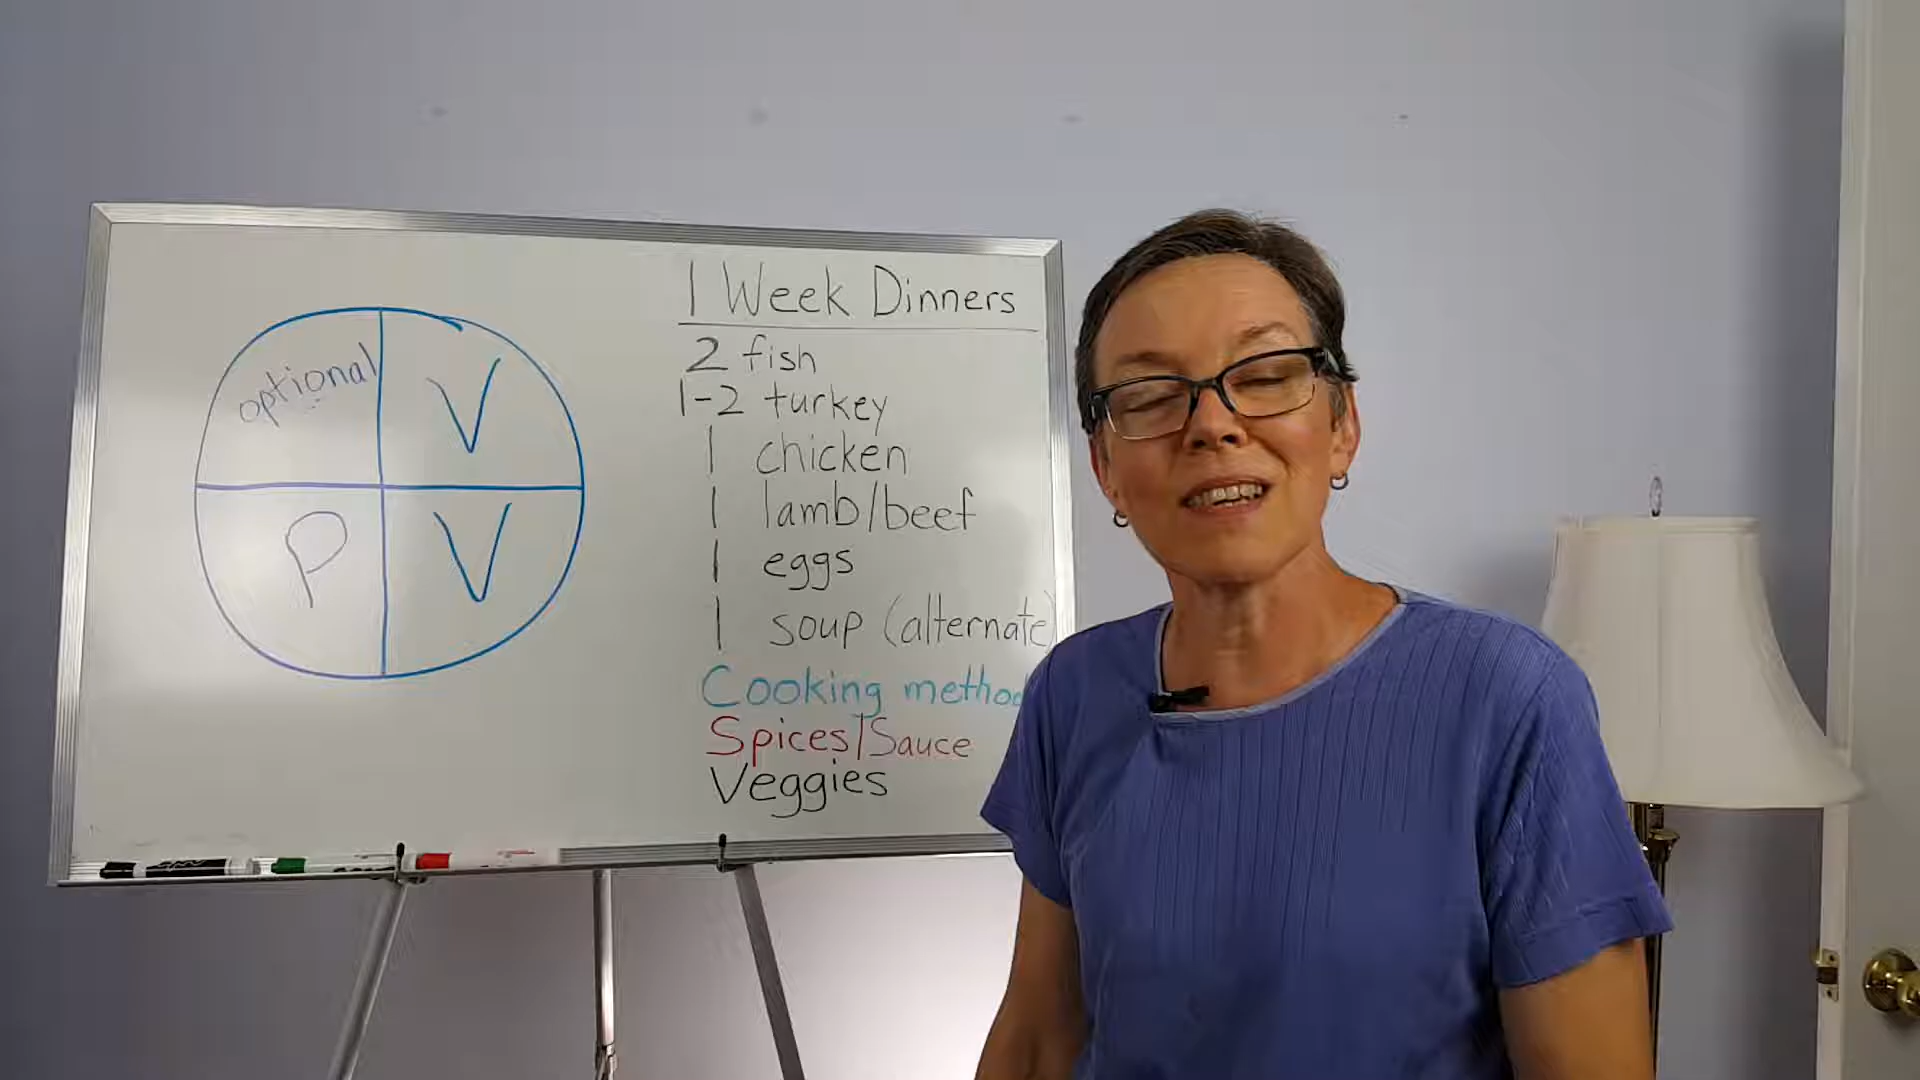 optional
V
P
V
1 Week Dinners
2 fish
1-2 turkey
1 chicken
1 lamb/beef
1 eggs
1 soup (alternate)
Cooking method
Spices/Sauce
Veggies